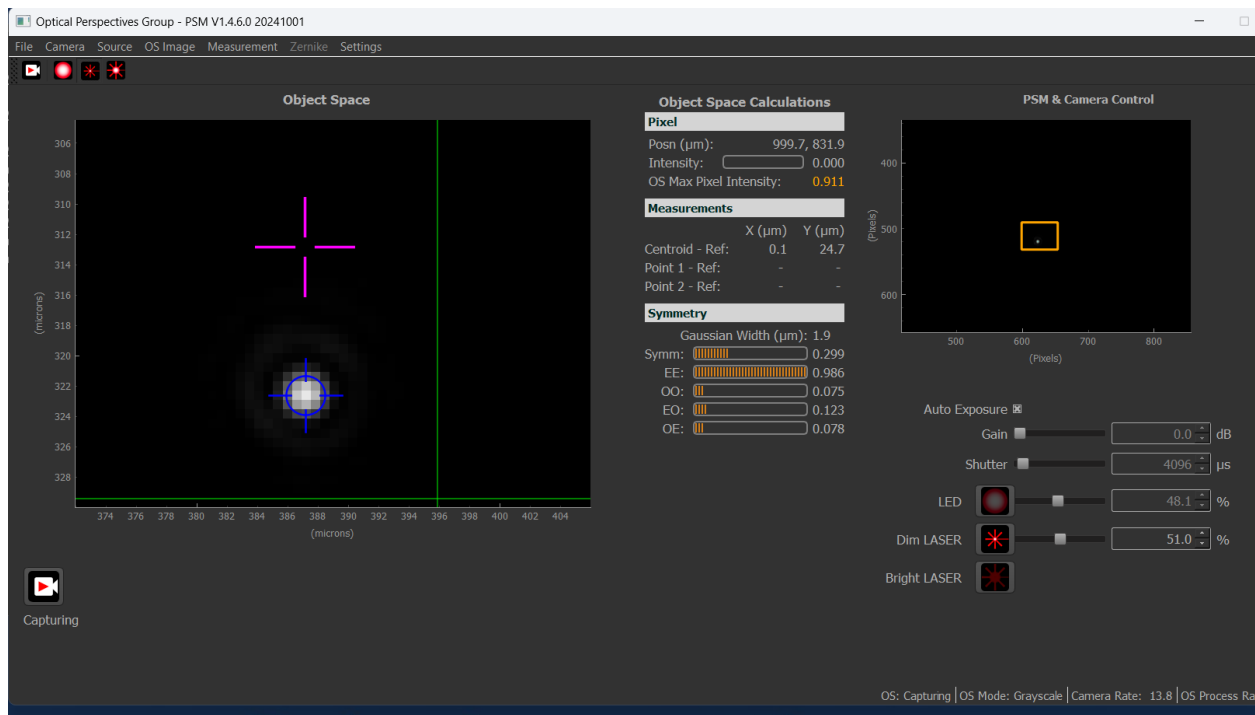 Optical Perspectives Group - PSM V1.4.6.0 20241001
File Camera Source OS Image Measurement Zernike Settings
Object Space
306
308
310
312
314
316
318
320
322
324
326
328
(microns)
374 376 378 380 382 384 386 388 390 392 394 396 398 400 402 404
(microns)
Capturing
Object Space Calculations
Pixel
Posn (µm): 999.7, 831.9
Intensity: 0.000
OS Max Pixel Intensity: 0.911
Measurements
X (µm) Y (µm)
Centroid - Ref: 0.1 24.7
Point 1 - Ref: - -
Point 2 - Ref: - -
Symmetry
Gaussian Width (µm): 1.9
Symm: 0.299
EE: 0.986
OO: 0.075
EO: 0.123
OE: 0.078
PSM & Camera Control
400
500
600
(Pixels)
500 600 700 800
(Pixels)
Auto Exposure
Gain 0.0 dB
Shutter 4096 µs
LED 48.1 %
Dim LASER 51.0 %
Bright LASER
OS: Capturing OS Mode: Grayscale Camera Rate: 13.8 OS Process Ra